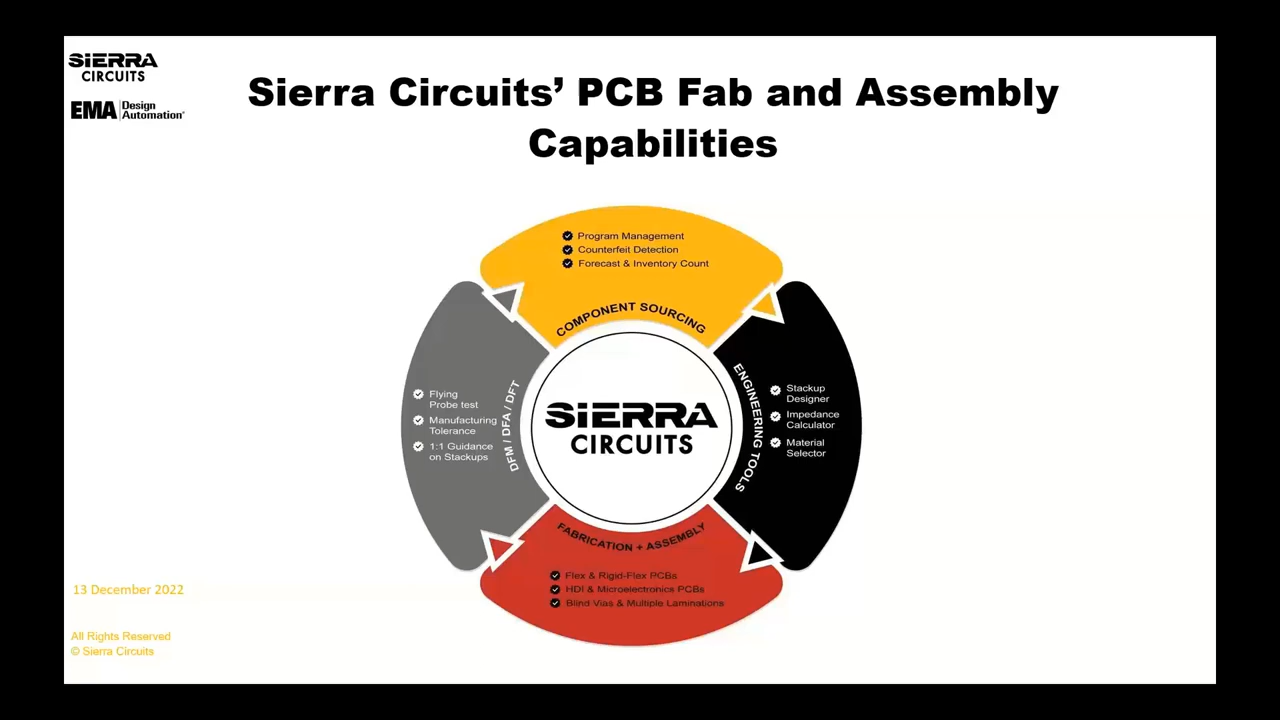 SIERRA
CIRCUITS
EMA Design
Automation®
Sierra Circuits’ PCB Fab and Assembly
Capabilities
Program Management
Counterfeit Detection
Forecast & Inventory Count
COMPONENT SOURCING
Flying
Probe test
Manufacturing
Tolerance
1:1 Guidance
on Stackups
DFM / DFA / DFT
SIERRA
CIRCUITS
ENGINEERING TOOLS
Stackup
Designer
Impedance
Calculator
Material
Selector
FABRICATION + ASSEMBLY
Flex & Rigid-Flex PCBs
HDI & Microelectronics PCBs
Blind Vias & Multiple Laminations
13 December 2022
All Rights Reserved
© Sierra Circuits